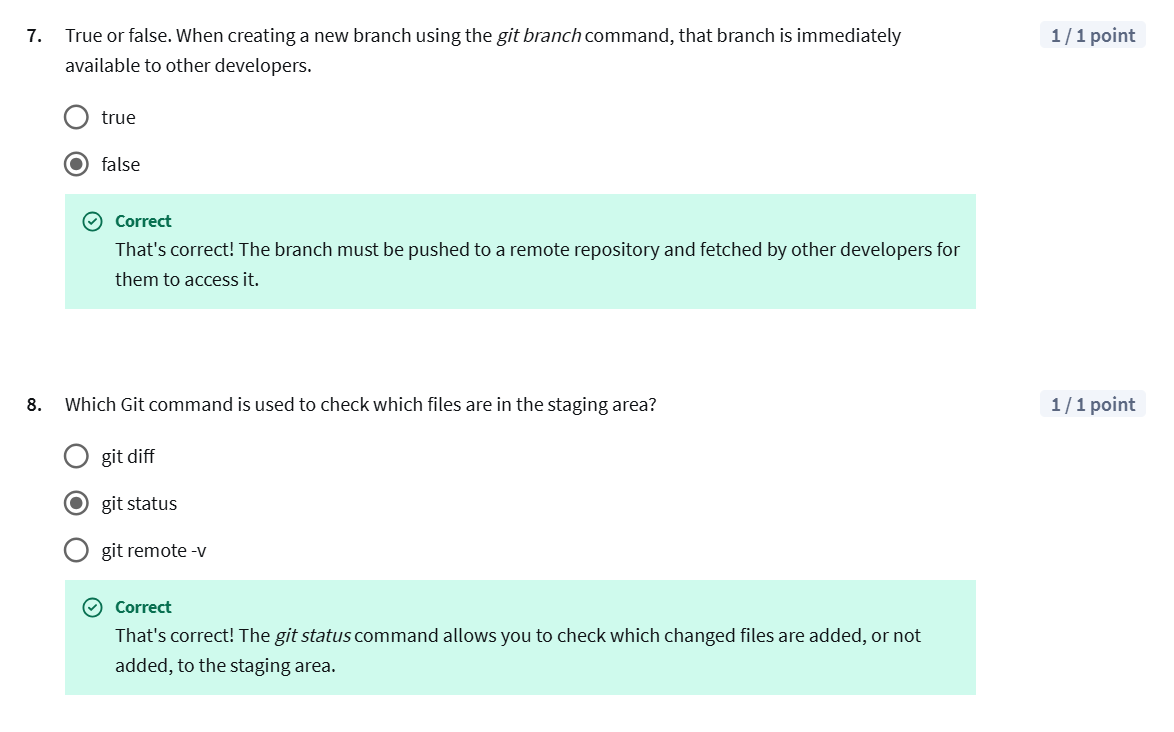 7. True or false. When creating a new branch using the git branch command, that branch is immediately 1 / 1 point
available to other developers.
true
false
Correct
That's correct! The branch must be pushed to a remote repository and fetched by other developers for
them to access it.
8. Which Git command is used to check which files are in the staging area? 1 / 1 point
git diff
git status
git remote -v
Correct
That's correct! The git status command allows you to check which changed files are added, or not
added, to the staging area.